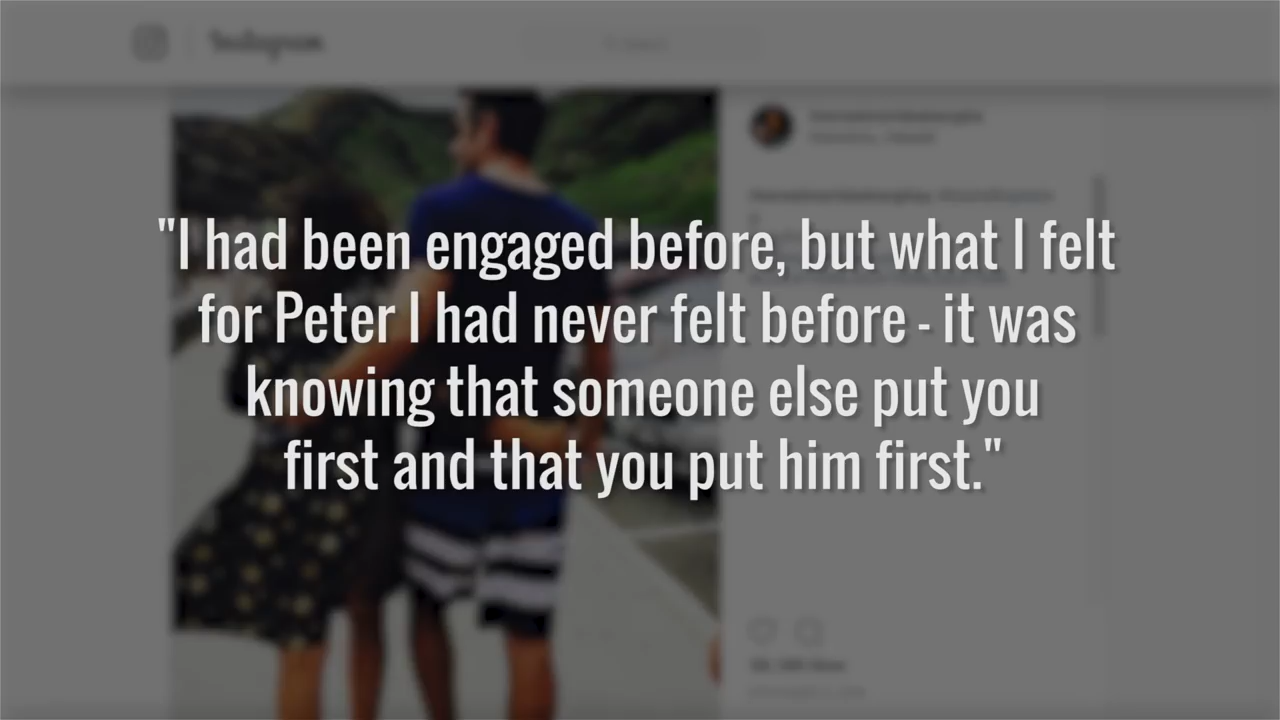 Instagram
"I had been engaged before, but what I felt
for Peter I had never felt before - it was
knowing that someone else put you
first and that you put him first."